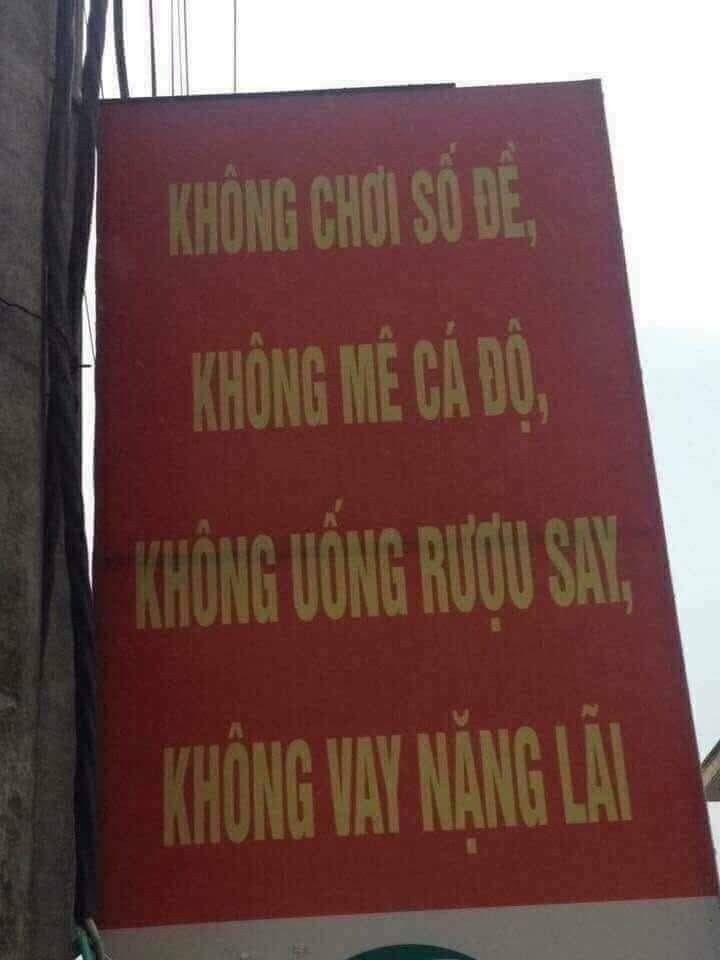 KHÔNG CHƠI SỐ ĐỀ,
KHÔNG MÊ CÁ ĐỘ,
KHÔNG UỐNG RƯỢU SAY,
KHÔNG VAY NẶNG LÃI